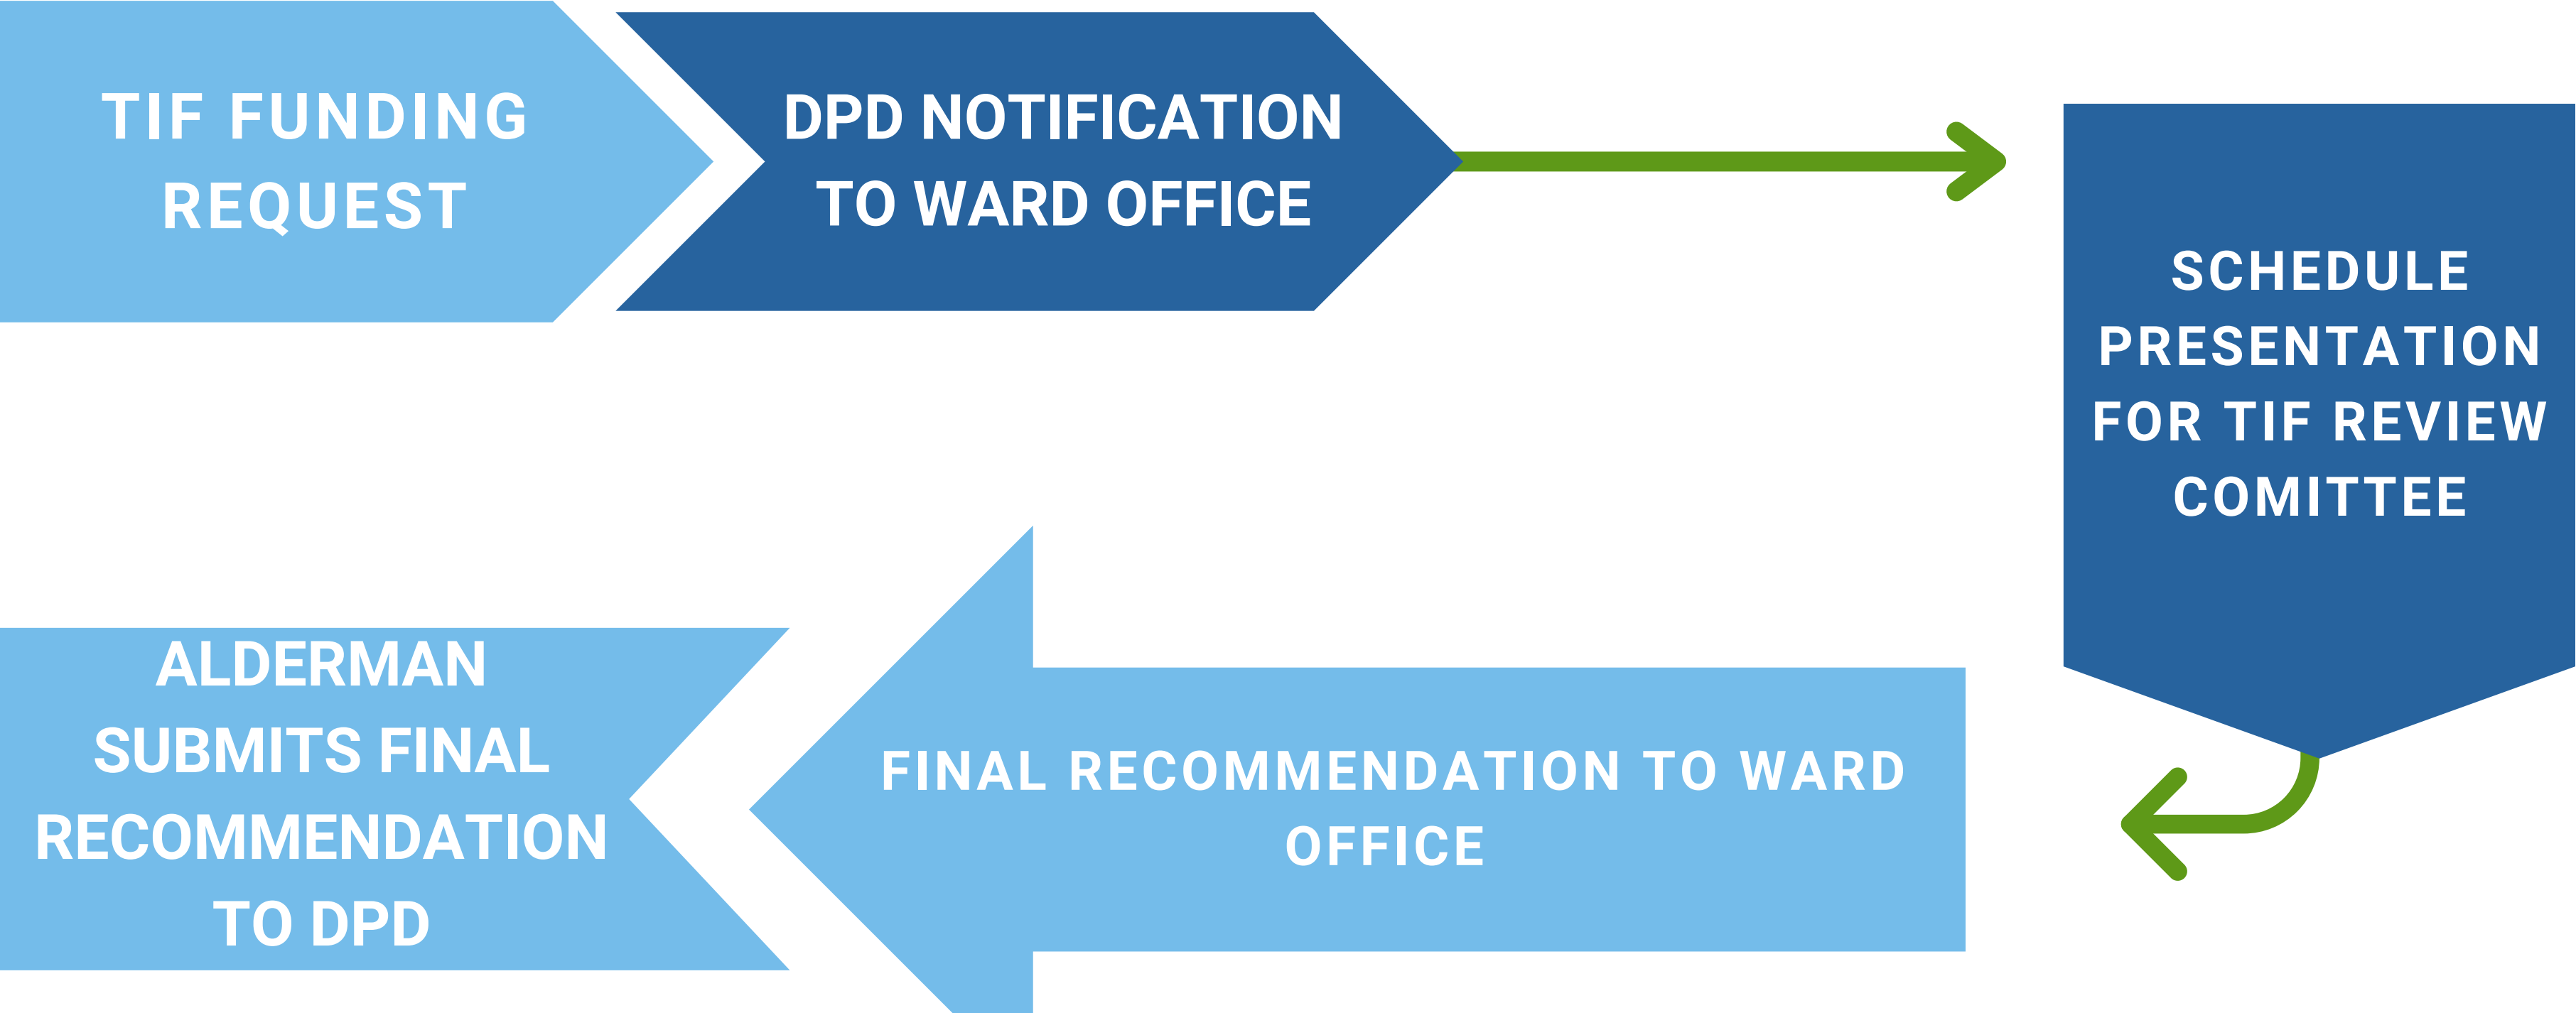 TIF FUNDING
REQUEST
DPD NOTIFICATION
TO WARD OFFICE
SCHEDULE
PRESENTATION
FOR TIF REVIEW
COMITTEE
FINAL RECOMMENDATION TO WARD
OFFICE
ALDERMAN
SUBMITS FINAL
RECOMMENDATION
TO DPD